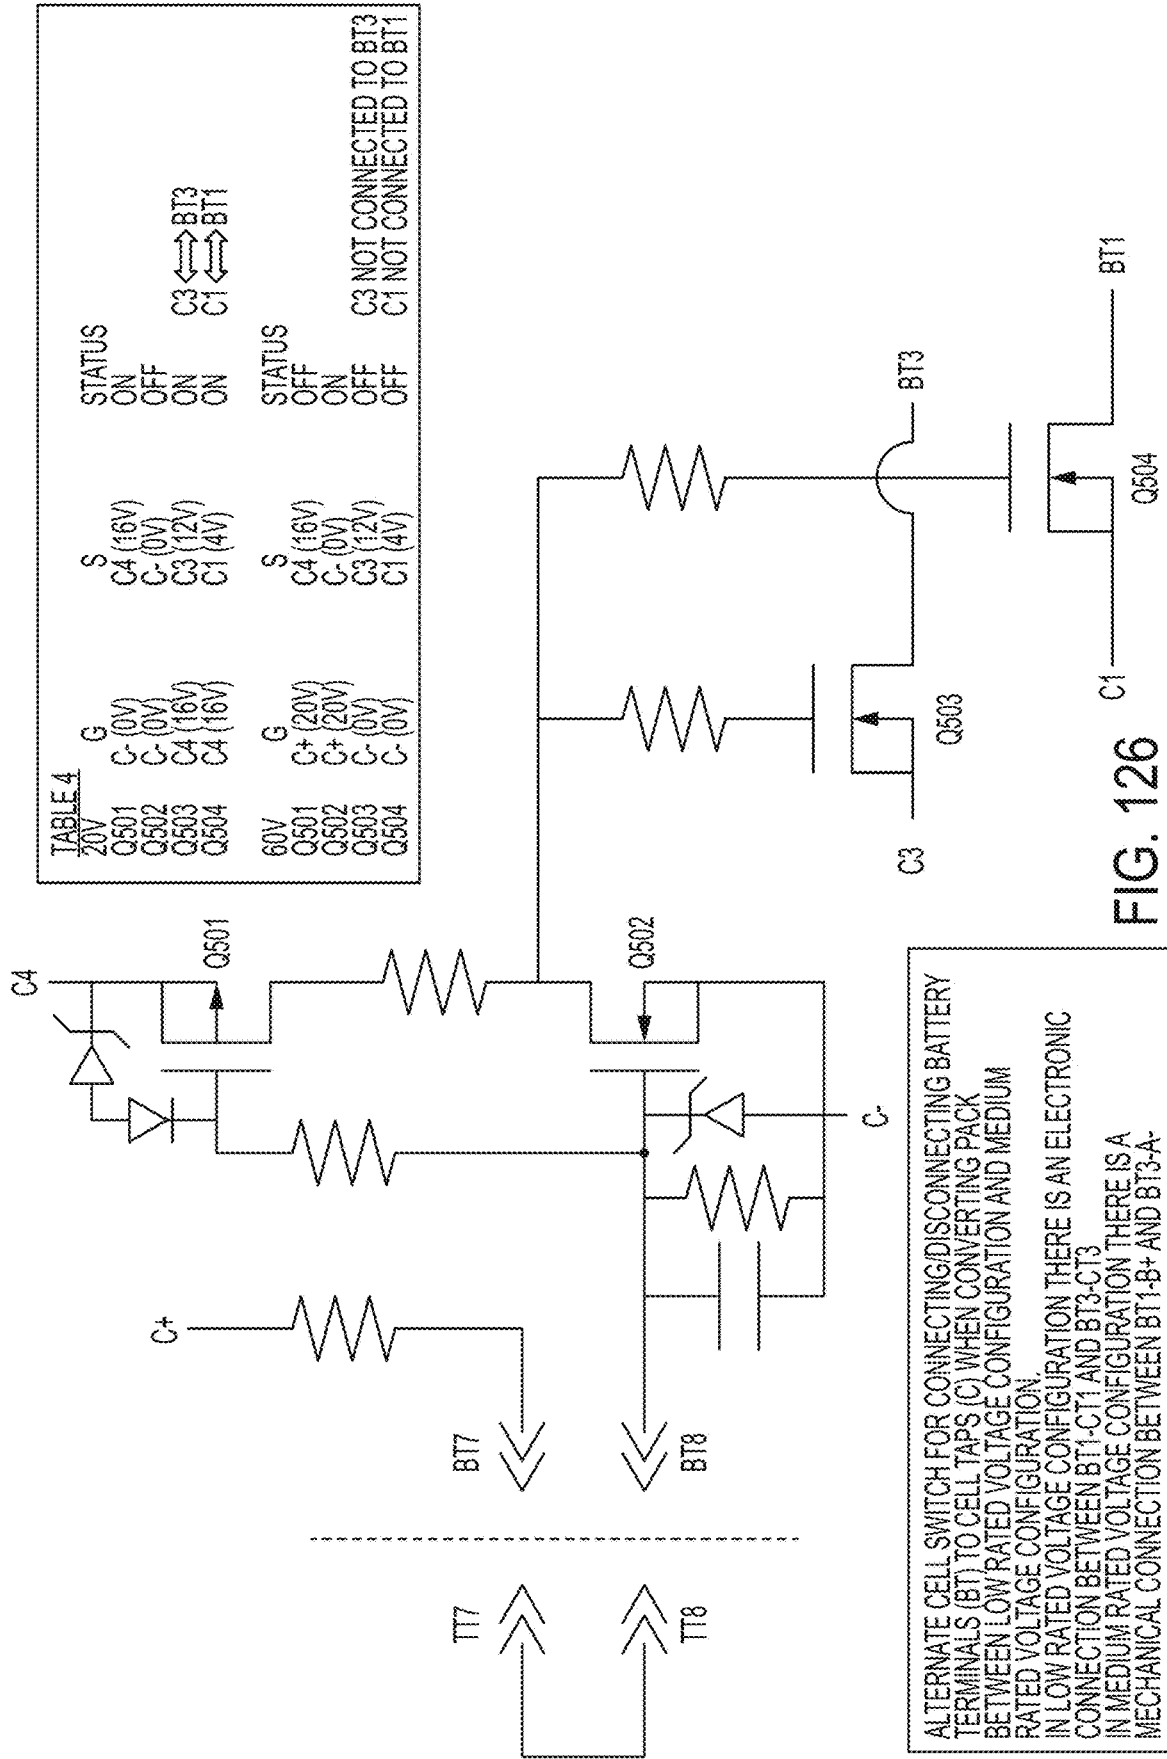 TABLE 4
20V G S STATUS
Q501 C- (0V) C4 (16V) ON
Q502 C- (0V) C- (0V) OFF
Q503 C4 (16V) C3 (12V) ON C3 ⇔ BT3
Q504 C4 (16V) C1 (4V) ON C1 ⇔ BT1
60V G S STATUS
Q501 C+ (20V) C4 (16V) OFF
Q502 C+ (20V) C- (0V) ON
Q503 C- (0V) C3 (12V) OFF C3 NOT CONNECTED TO BT3
Q504 C- (0V) C1 (4V) OFF C1 NOT CONNECTED TO BT1
C4
Q501
C+
BT7
TT7
Q502
BT8
TT8
C-
BT3
Q503
C3
BT1
Q504
C1
ALTERNATE CELL SWITCH FOR CONNECTING/DISCONNECTING BATTERY
TERMINALS (BT) TO CELL TAPS (C) WHEN CONVERTING PACK
BETWEEN LOW RATED VOLTAGE CONFIGURATION AND MEDIUM
RATED VOLTAGE CONFIGURATION.
IN LOW RATED VOLTAGE CONFIGURATION THERE IS AN ELECTRONIC
CONNECTION BETWEEN BT1-CT1 AND BT3-CT3
IN MEDIUM RATED VOLTAGE CONFIGURATION THERE IS A
MECHANICAL CONNECTION BETWEEN BT1-B+ AND BT3-A-
FIG. 126